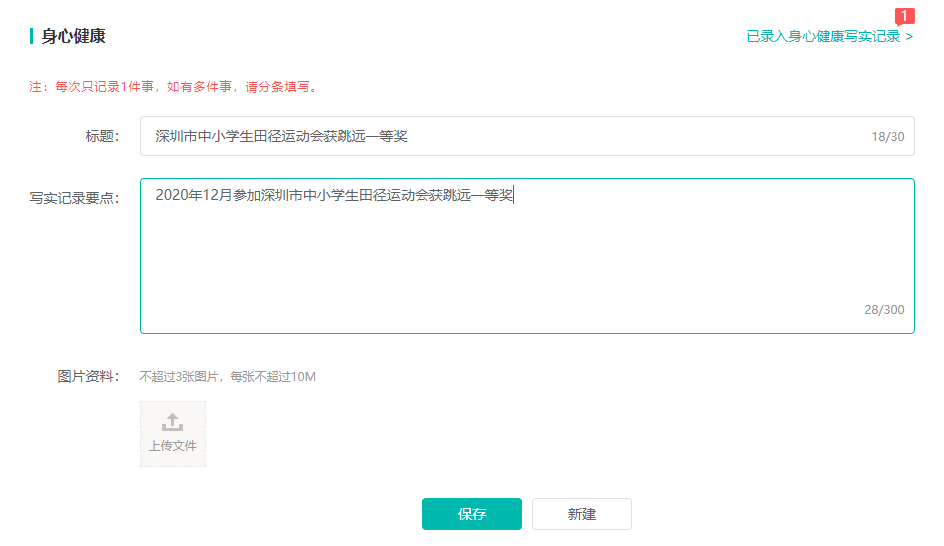 1
身心健康
已录入身心健康写实记录 >
注：每次只记录1件事，如有多件事，请分条填写。
标题：
深圳市中小学生田径运动会获跳远一等奖
18/30
写实记录要点：
2020年12月参加深圳市中小学生田径运动会获跳远一等奖
28/300
图片资料：
不超过3张图片，每张不超过10M
上传文件
保存
新建